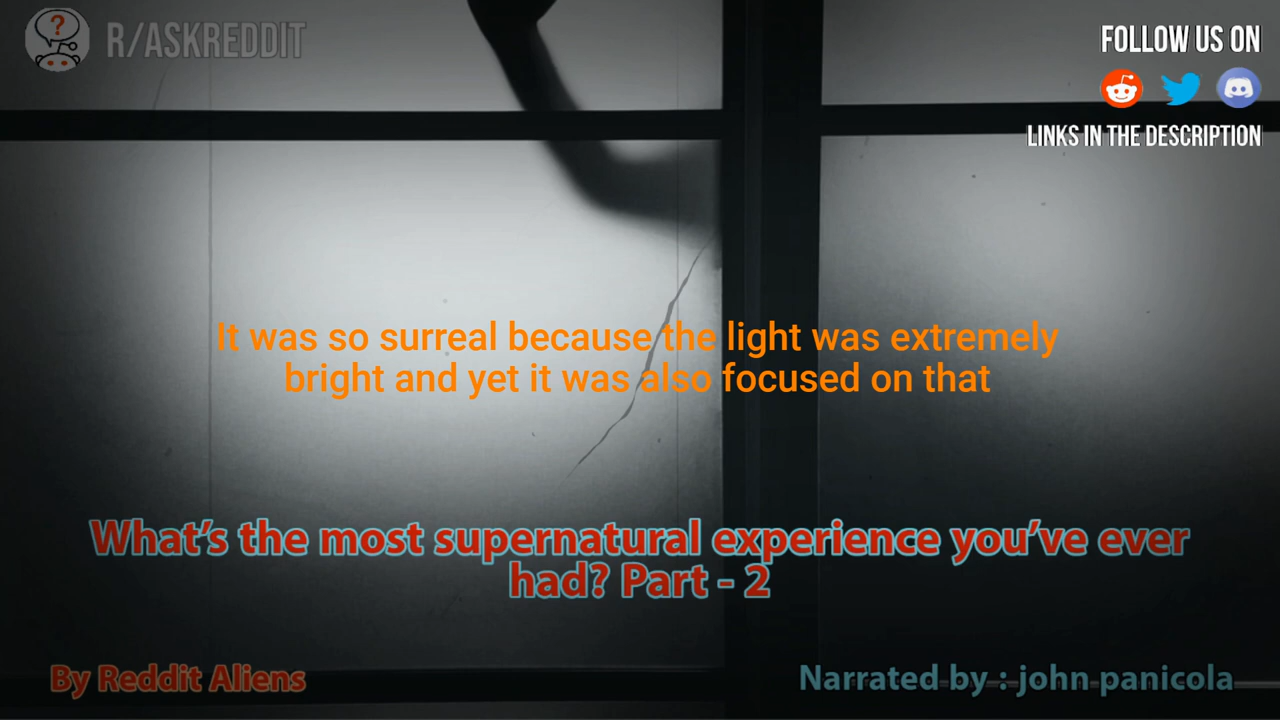 R/ASKREDDIT
FOLLOW US ON
LINKS IN THE DESCRIPTION
It was so surreal because the light was extremely
bright and yet it was also focused on that
What's the most supernatural experience you've ever
had? Part - 2
By Reddit Aliens
Narrated by : john panicola